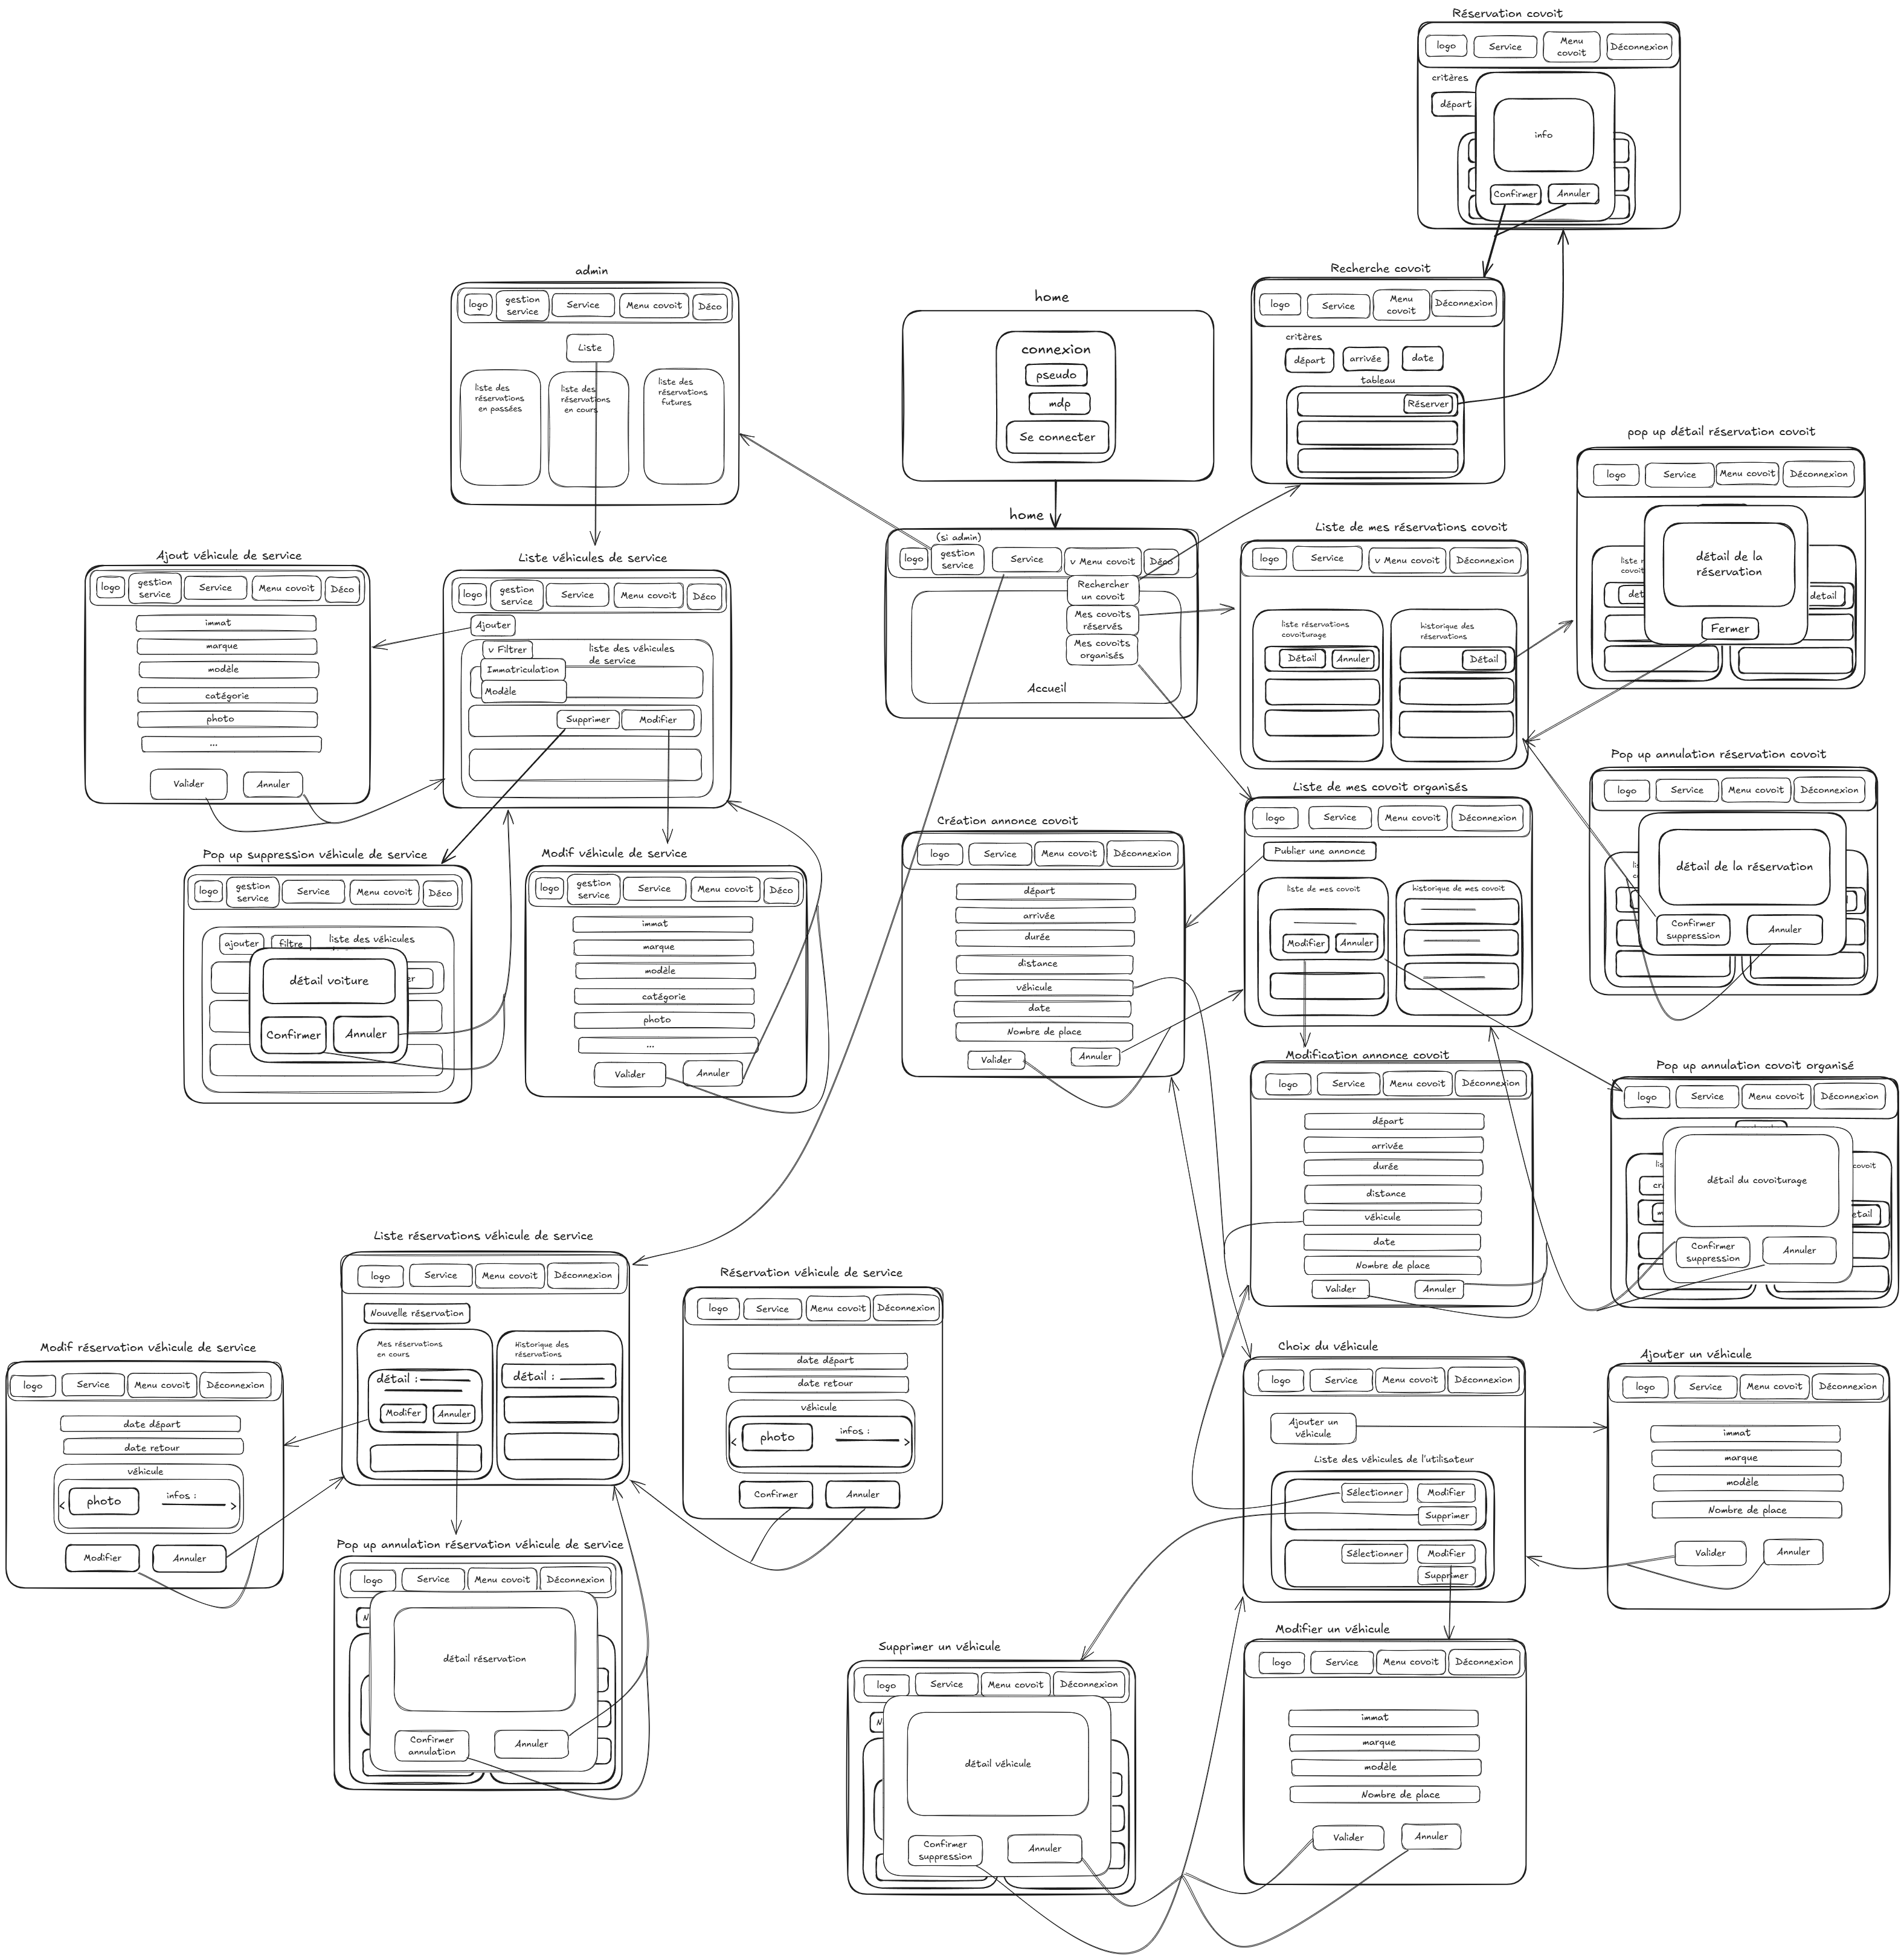 Réservation covoit
logo
Service
Menu
covoit
Déconnexion
critères
départ
info
Confirmer
Annuler
admin
logo
gestion
service
Service
Menu covoit
Déco
Liste
liste des
réservations
en passées
liste des
réservations
en cours
liste des
réservations
futures
home
connexion
pseudo
mdp
Se connecter
Recherche covoit
logo
Service
Menu
covoit
Déconnexion
critères
départ
arrivée
date
tableau
Réserver
home
(si admin)
logo
gestion
service
Service
v Menu covoit
Déco
Rechercher
un covoit
Mes covoits
réservés
Mes covoits
organisés
Accueil
Liste de mes réservations covoit
logo
Service
v Menu covoit
Déconnexion
liste réservations
covoiturage
Détail
Annuler
historique des
réservations
Détail
pop up détail réservation covoit
logo
Service
Menu covoit
Déconnexion
liste r
covoit
det
détail de la
réservation
detail
Fermer
Ajout véhicule de service
logo
gestion
service
Service
Menu covoit
Déco
immat
marque
modèle
catégorie
photo
...
Valider
Annuler
Liste véhicules de service
logo
gestion
service
Service
Menu covoit
Déco
Ajouter
v Filtrer
Immatriculation
Modèle
liste des véhicules
de service
Supprimer
Modifier
Pop up suppression véhicule de service
logo
gestion
service
Service
Menu covoit
Déco
ajouter
filtre
liste des véhicules
er
détail voiture
Confirmer
Annuler
Modif véhicule de service
logo
gestion
service
Service
Menu covoit
Déco
immat
marque
modèle
catégorie
photo
...
Valider
Annuler
Création annonce covoit
logo
Service
Menu covoit
Déconnexion
départ
arrivée
durée
distance
véhicule
date
Nombre de place
Valider
Annuler
Liste de mes covoit organisés
logo
Service
Menu covoit
Déconnexion
Publier une annonce
liste de mes covoit
Modifier
Annuler
historique de mes covoit
Pop up annulation réservation covoit
logo
Service
Menu covoit
Déconnexion
détail de la réservation
Confirmer
suppression
Annuler
Modification annonce covoit
logo
Service
Menu covoit
Déconnexion
départ
arrivée
durée
distance
véhicule
date
Nombre de place
Valider
Annuler
Pop up annulation covoit organisé
logo
Service
Menu covoit
Déconnexion
lis
cr
m
covoit
etail
détail du covoiturage
Confirmer
suppression
Annuler
Liste réservations véhicule de service
logo
Service
Menu covoit
Déconnexion
Nouvelle réservation
Mes réservations
en cours
détail :
Modifer
Annuler
Historique des
réservations
détail :
Réservation véhicule de service
logo
Service
Menu covoit
Déconnexion
date départ
date retour
véhicule
<
photo
infos :
>
Confirmer
Annuler
Modif réservation véhicule de service
logo
Service
Menu covoit
Déconnexion
date départ
date retour
véhicule
<
photo
infos :
>
Modifier
Annuler
Pop up annulation réservation véhicule de service
logo
Service
Menu covoit
Déconnexion
N
détail réservation
Confirmer
annulation
Annuler
Choix du véhicule
logo
Service
Menu covoit
Déconnexion
Ajouter un
véhicule
Liste des véhicules de l'utilisateur
Sélectionner
Modifier
Supprimer
Sélectionner
Modifier
Supprimer
Ajouter un véhicule
logo
Service
Menu covoit
Déconnexion
immat
marque
modèle
Nombre de place
Valider
Annuler
Supprimer un véhicule
logo
Service
Menu covoit
Déconnexion
N
détail véhicule
Confirmer
suppression
Annuler
Modifier un véhicule
logo
Service
Menu covoit
Déconnexion
immat
marque
modèle
Nombre de place
Valider
Annuler